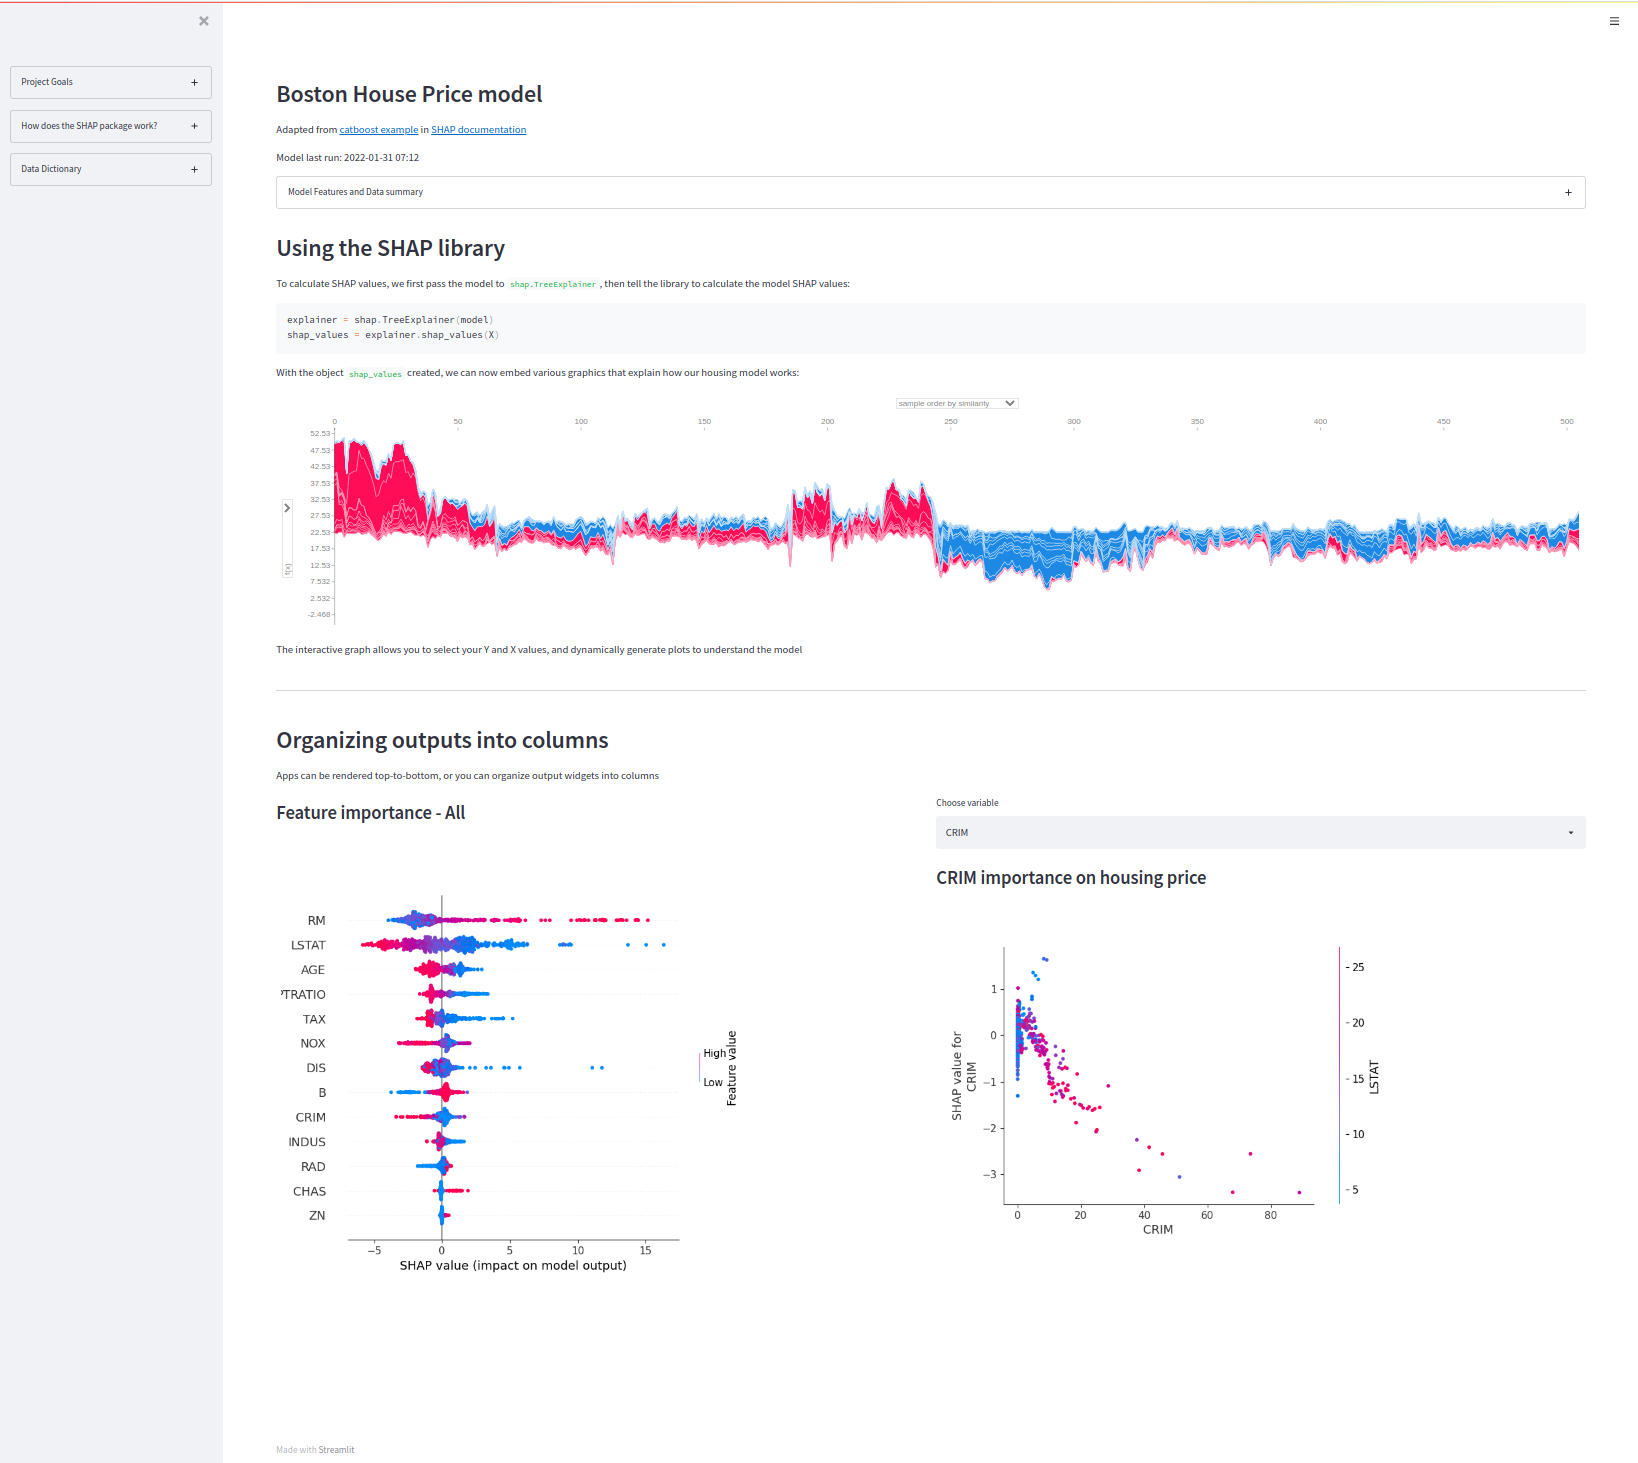 ×
Project Goals +
How does the SHAP package work? +
Data Dictionary +
Boston House Price model
Adapted from catboost example in SHAP documentation
Model last run: 2022-01-31 07:12
Model Features and Data summary +
Using the SHAP library
To calculate SHAP values, we first pass the model to shap.TreeExplainer , then tell the library to calculate the model SHAP values:
explainer = shap.TreeExplainer(model)
shap_values = explainer.shap_values(X)
With the object shap_values created, we can now embed various graphics that explain how our housing model works:
sample order by similarity
0 50 100 150 200 250 300 350 400 450 500
52.53
47.53
42.53
37.53
32.53
27.53
22.53
17.53
12.53
7.532
2.532
-2.468
f(x)
The interactive graph allows you to select your Y and X values, and dynamically generate plots to understand the model
Organizing outputs into columns
Apps can be rendered top-to-bottom, or you can organize output widgets into columns
Feature importance - All
RM
LSTAT
AGE
PTRATIO
TAX
NOX
DIS
B
CRIM
INDUS
RAD
CHAS
ZN
−5 0 5 10 15
SHAP value (impact on model output)
High
Low
Feature value
Choose variable
CRIM
CRIM importance on housing price
1
0
−1
−2
−3
SHAP value for
CRIM
0 20 40 60 80
CRIM
25
20
15
10
5
LSTAT
Made with Streamlit